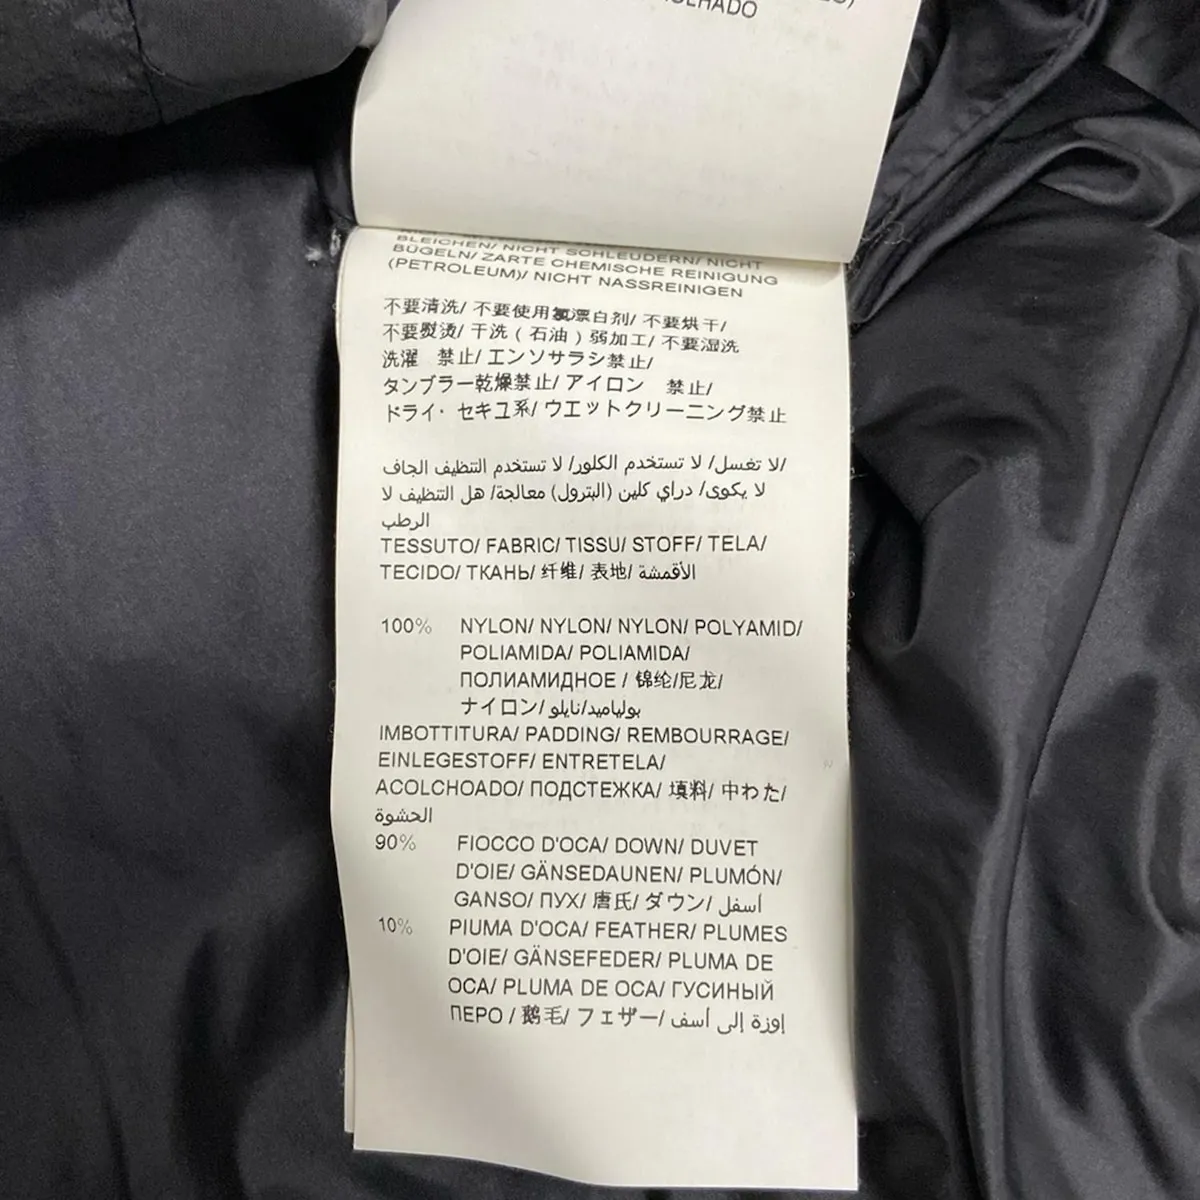 BLEICHEN/ NICHT SCHLEUDERN/ NICHT
BÜGELN/ ZARTE CHEMISCHE REINIGUNG
(PETROLEUM)/ NICHT NASSREINIGEN
不要清洗/ 不要使用氯漂白剂/ 不要烘干/
不要熨烫/ 干洗 ( 石油 ) 弱加工/ 不要湿洗
洗濯 禁止/ エンソサラシ禁止/
タンブラー乾燥禁止/ アイロン 禁止/
ドライ・セキユ系/ ウエットクリーニング禁止
لا تغسل/ لا تستخدم الكلور/ لا تستخدم التنظيف الجاف/
لا يكوى/ دراي كلين (البترول) معالجة/ هل التنظيف لا
الرطب
TESSUTO/ FABRIC/ TISSU/ STOFF/ TELA/
TECIDO/ ТКАНЬ/ 纤维/ 表地/ الأقمشة
100% NYLON/ NYLON/ NYLON/ POLYAMID/
POLIAMIDA/ POLIAMIDA/
ПОЛИАМИДНОЕ / 锦纶/尼龙/
ナイロン/ بولياميد/نايلو
IMBOTTITURA/ PADDING/ REMBOURRAGE/
EINLEGESTOFF/ ENTRETELA/
ACOLCHOADO/ ПОДСТЕЖКА/ 填料/ 中わた/
الحشوة
90% FIOCCO D'OCA/ DOWN/ DUVET
D'OIE/ GÄNSEDAUNEN/ PLUMÓN/
GANSO/ ПУХ/ 唐氏/ ダウン/ أسفل
10% PIUMA D'OCA/ FEATHER/ PLUMES
D'OIE/ GÄNSEFEDER/ PLUMA DE
OCA/ PLUMA DE OCA/ ГУСИНЫЙ
ПЕРО / 鹅毛/ フェザー/ إوزة إلى أسف